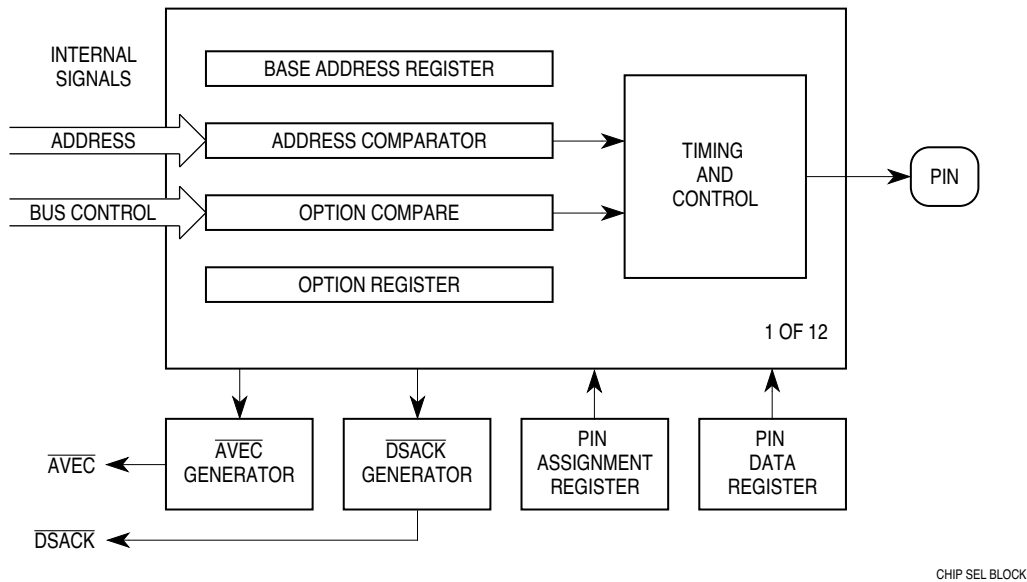 INTERNAL
SIGNALS
BASE ADDRESS REGISTER
ADDRESS
ADDRESS COMPARATOR
BUS CONTROL
OPTION COMPARE
OPTION REGISTER
TIMING
AND
CONTROL
PIN
1 OF 12
AVEC
GENERATOR
DSACK
GENERATOR
PIN
ASSIGNMENT
REGISTER
PIN
DATA
REGISTER
AVEC
DSACK
CHIP SEL BLOCK